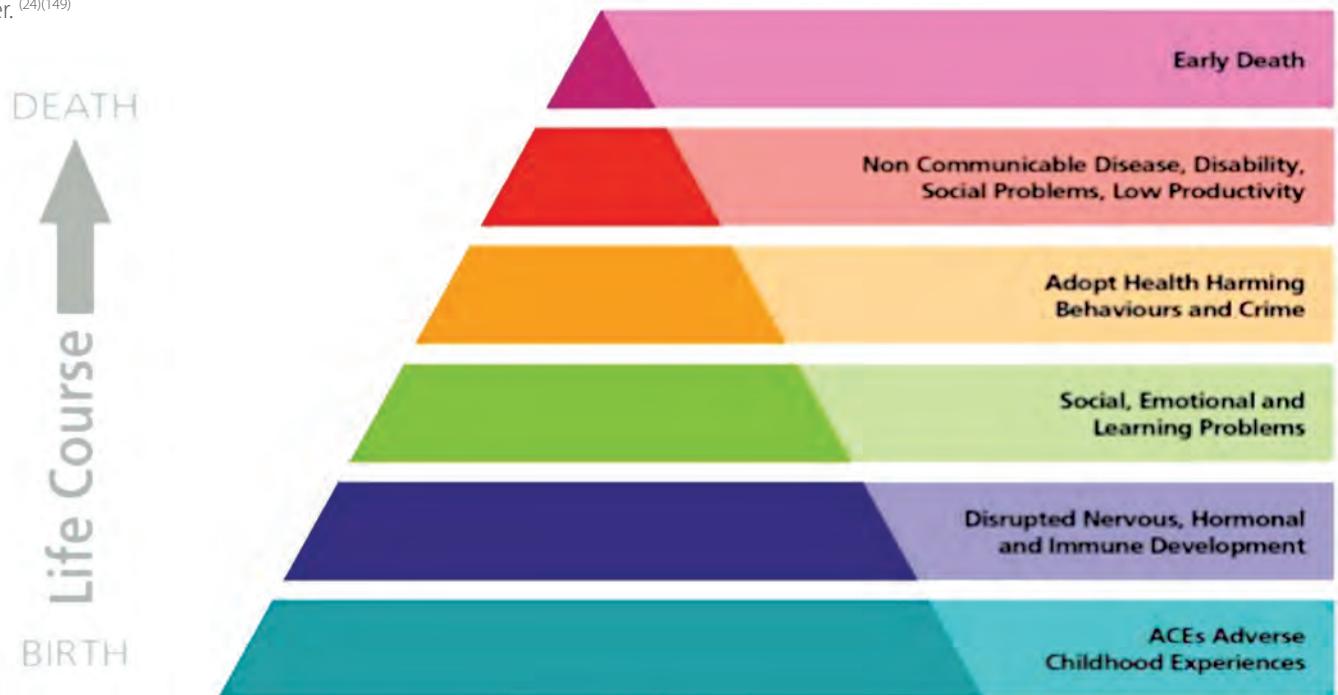 er. (24)(149)
DEATH
Life Course
BIRTH
Early Death
Non Communicable Disease, Disability,
Social Problems, Low Productivity
Adopt Health Harming
Behaviours and Crime
Social, Emotional and
Learning Problems
Disrupted Nervous, Hormonal
and Immune Development
ACEs Adverse
Childhood Experiences